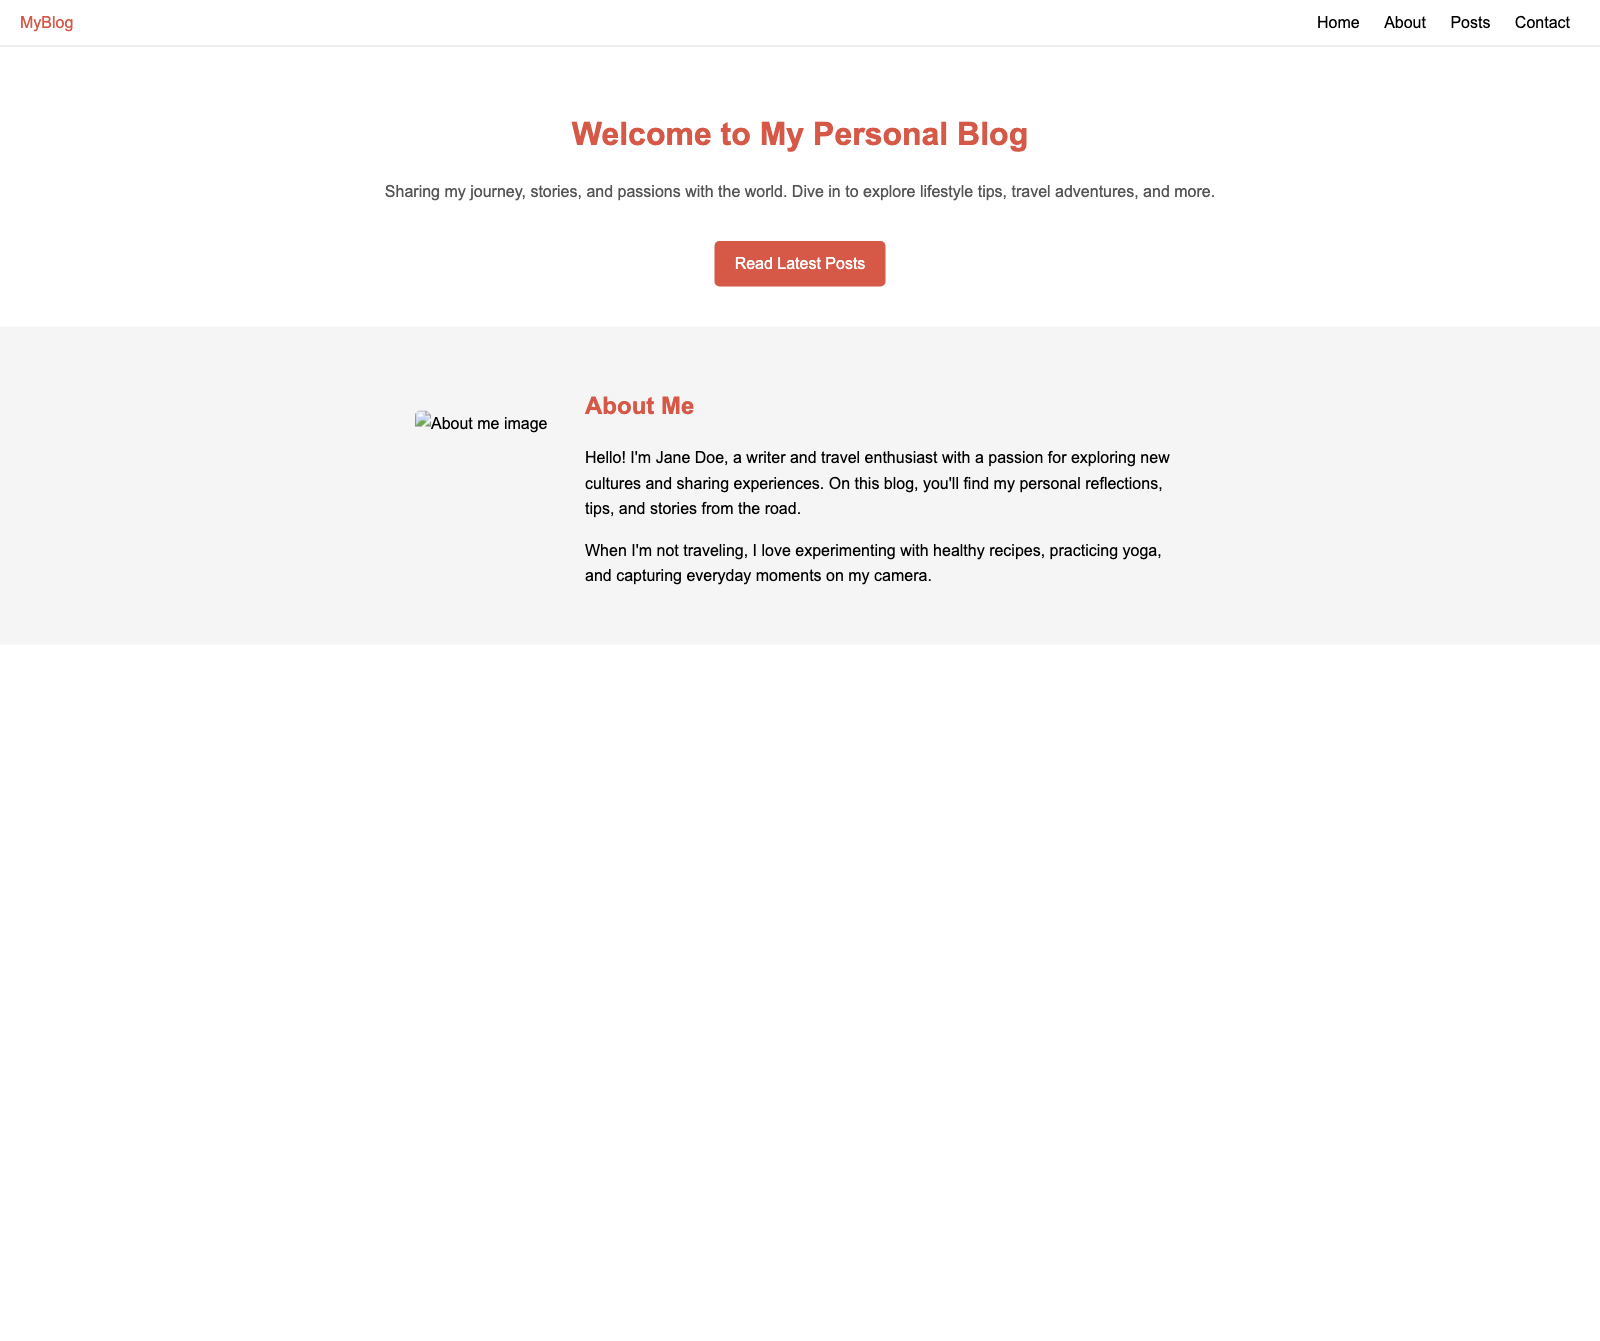 MyBlog
Home About Posts Contact
Welcome to My Personal Blog
Sharing my journey, stories, and passions with the world. Dive in to explore lifestyle tips, travel adventures, and more.
Read Latest Posts
About me image
About Me
Hello! I'm Jane Doe, a writer and travel enthusiast with a passion for exploring new
cultures and sharing experiences. On this blog, you'll find my personal reflections,
tips, and stories from the road.
When I'm not traveling, I love experimenting with healthy recipes, practicing yoga,
and capturing everyday moments on my camera.